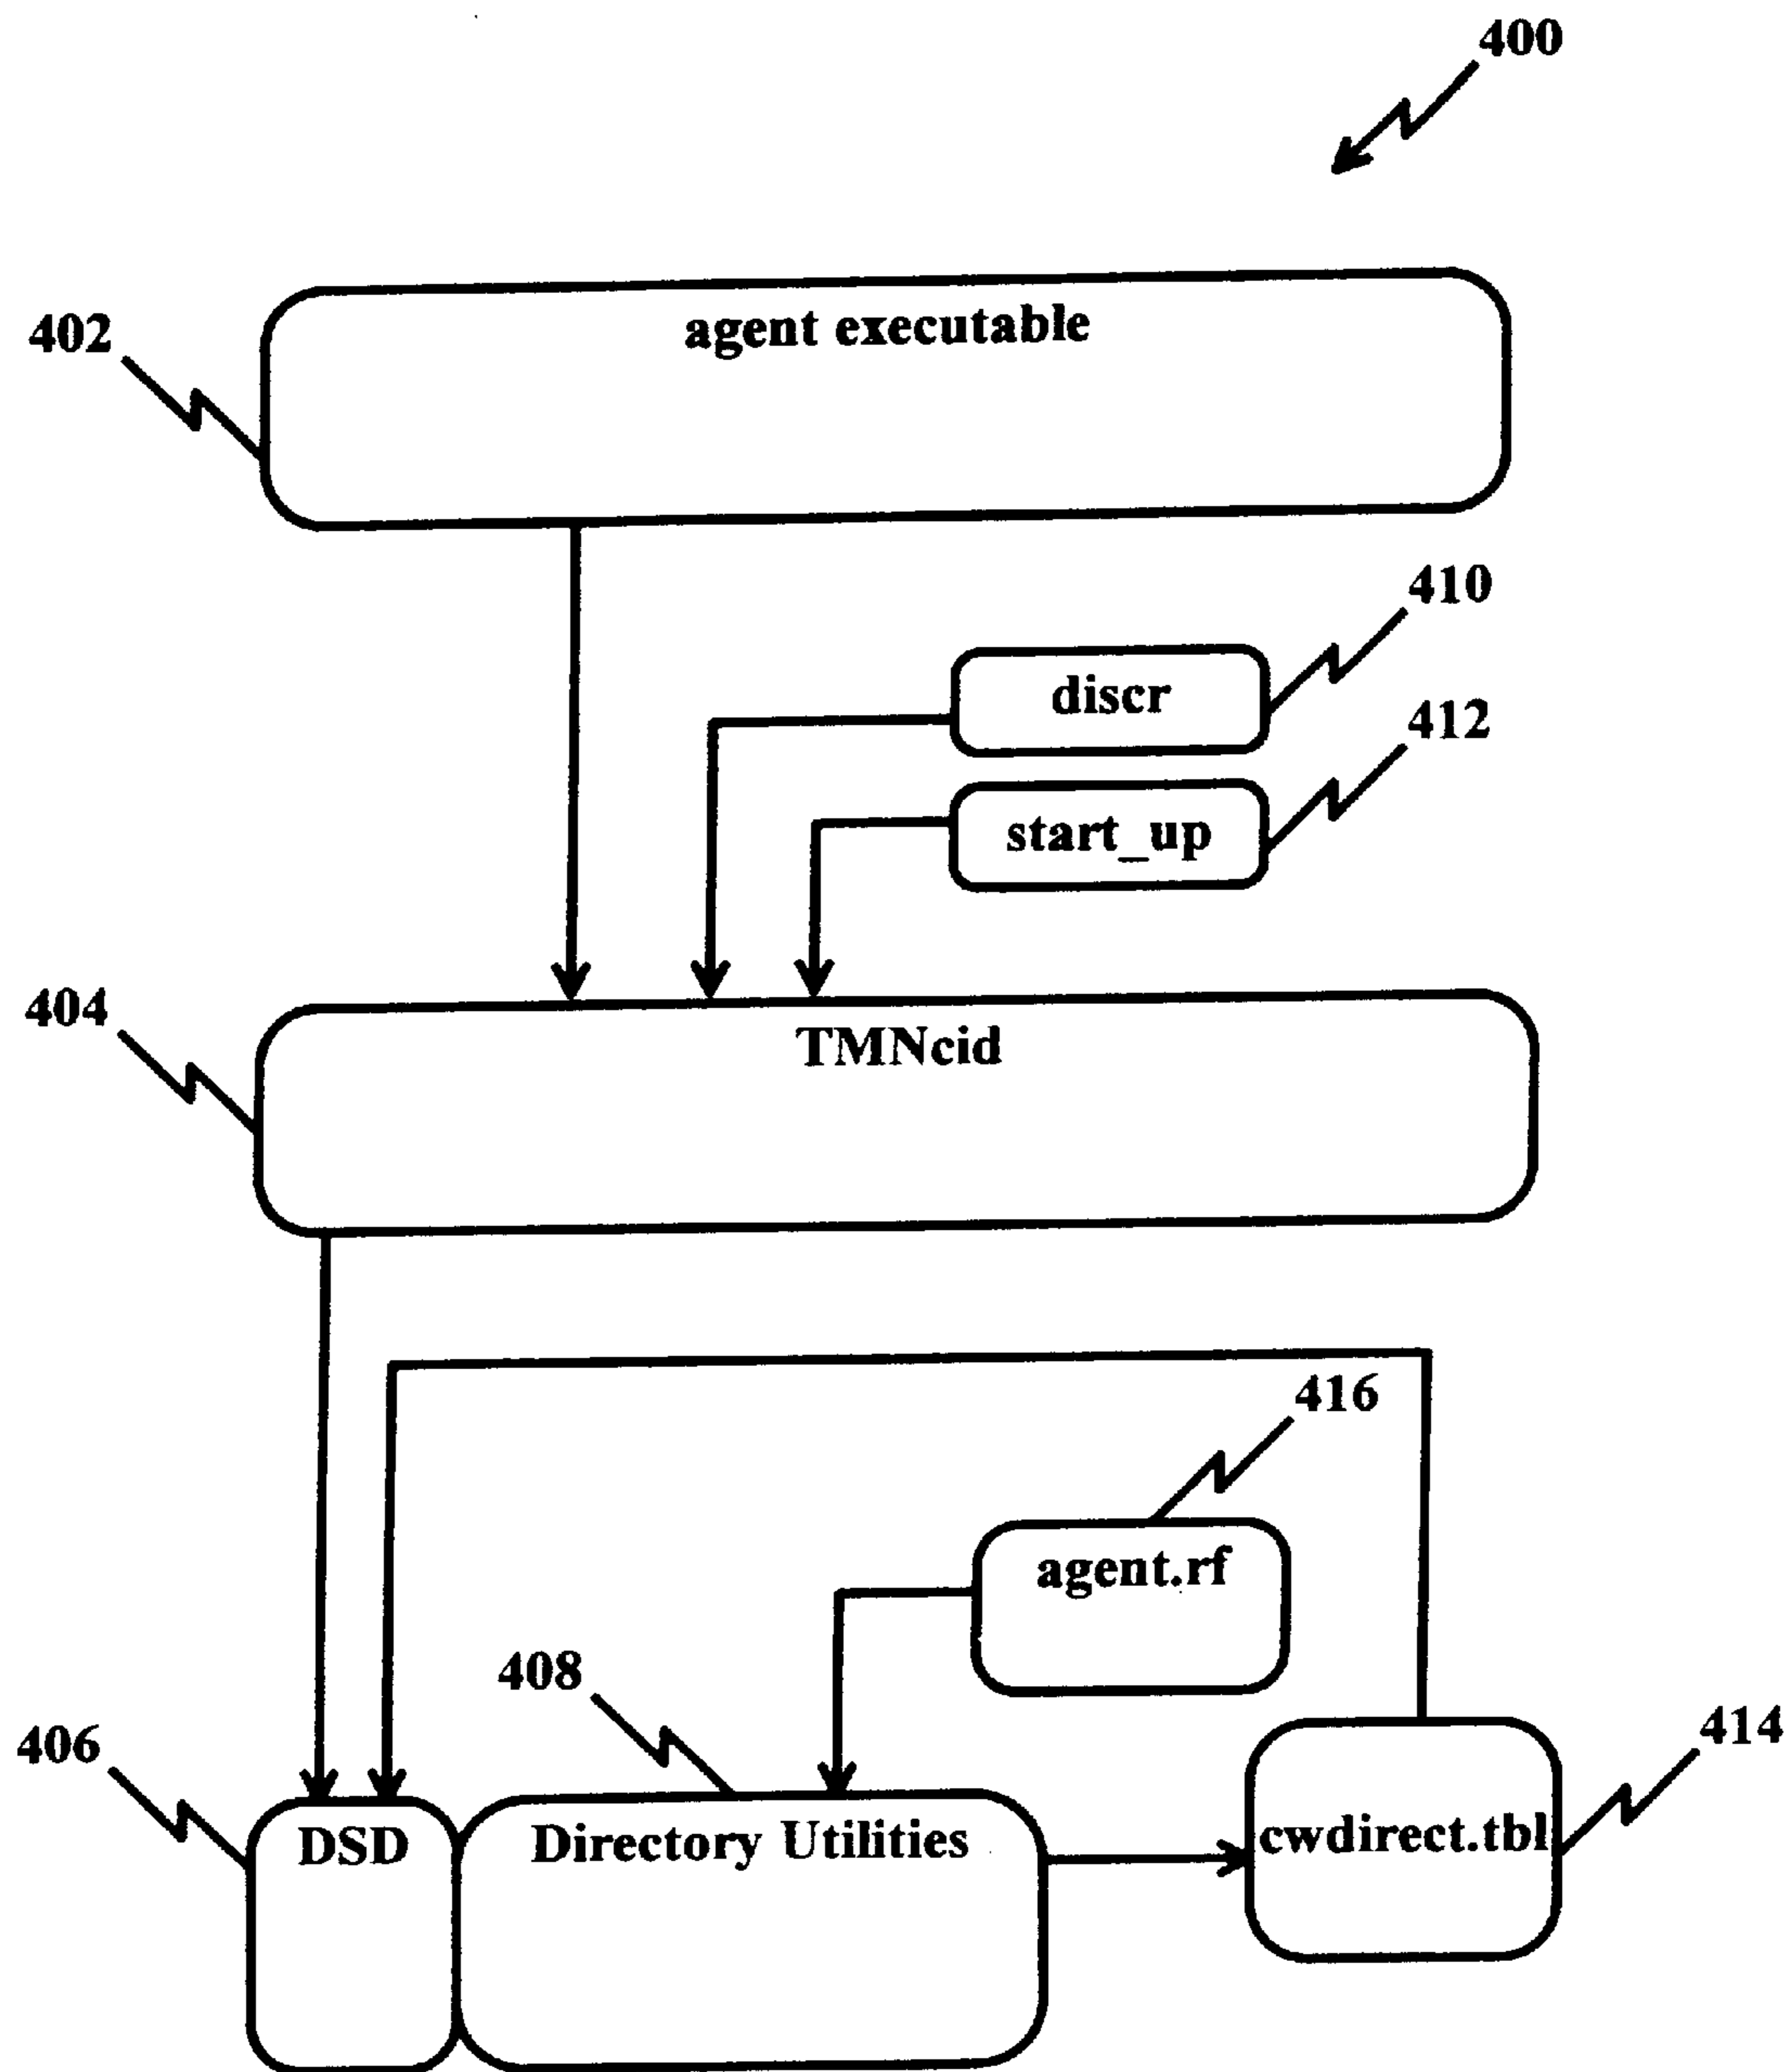 400
402
agent executable
410
discr
412
start_up
404
TMNcid
416
agent.rf
408
406
414
DSD
Directory Utilities
cwdirect.tbl